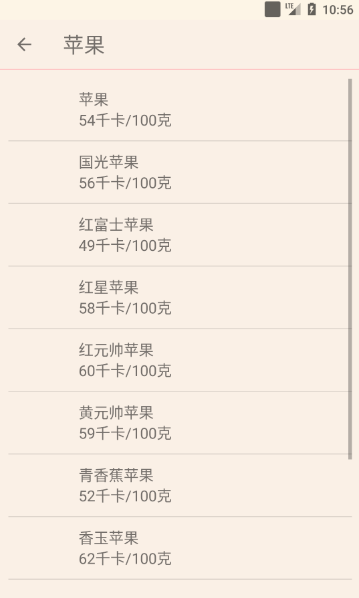 LTE 10:56
苹果
苹果
54千卡/100克
国光苹果
56千卡/100克
红富士苹果
49千卡/100克
红星苹果
58千卡/100克
红元帅苹果
60千卡/100克
黄元帅苹果
59千卡/100克
青香蕉苹果
52千卡/100克
香玉苹果
62千卡/100克